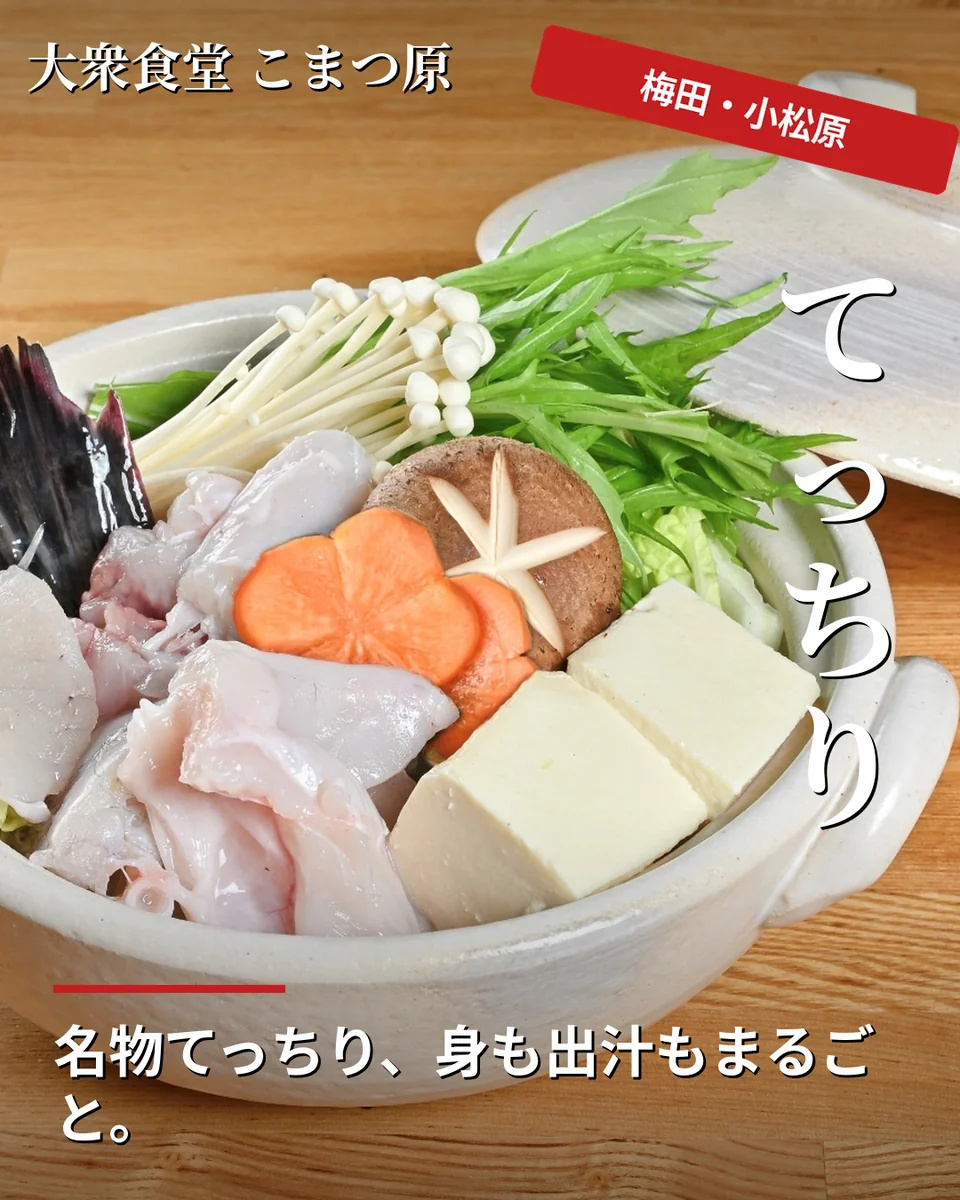 大衆食堂 こまつ原
梅田・小松原
てっちり
名物てっちり、身も出汁もまるご
と。